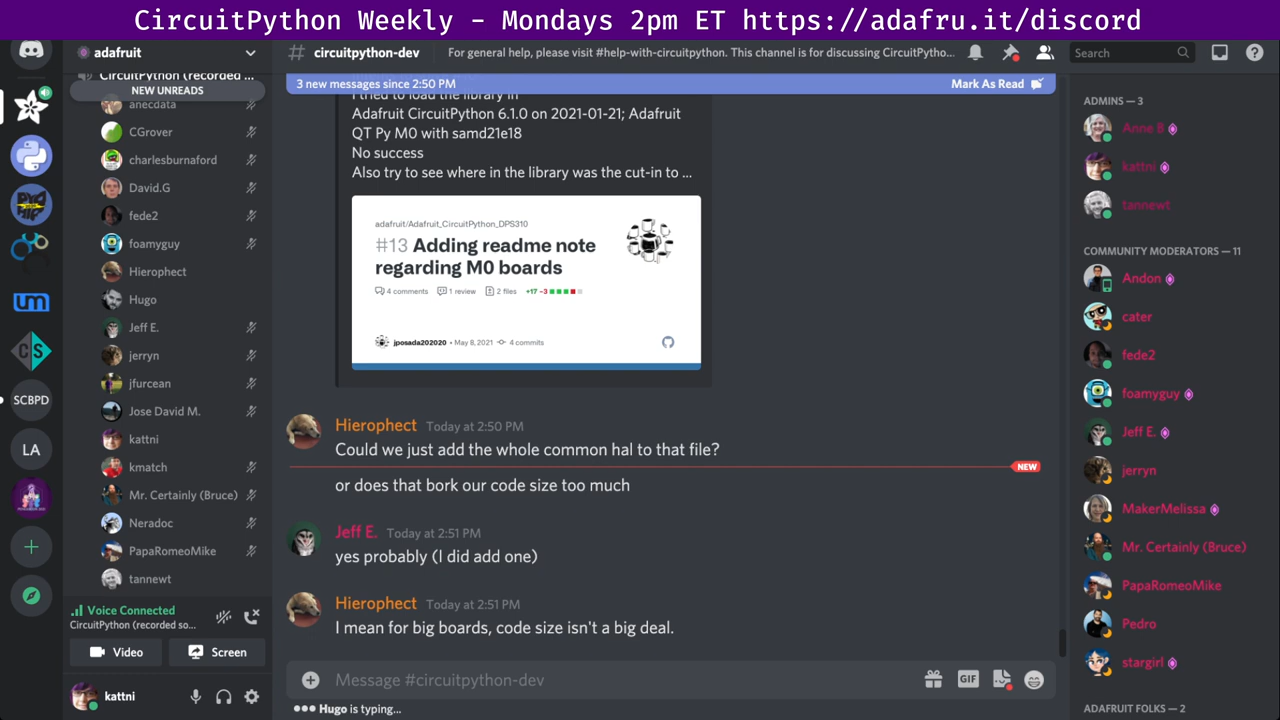 CircuitPython Weekly – Mondays 2pm ET https://adafru.it/discord
adafruit
# circuitpython-dev
For general help, please visit #help-with-circuitpython. This channel is for discussing CircuitPytho...
Search
CircuitPython (recorded ...
NEW UNREADS
anecdata
CGrover
charlesburnaford
David.G
fede2
foamyguy
Hierophect
Hugo
Jeff E.
jerryn
jfurcean
Jose David M.
kattni
kmatch
Mr. Certainly (Bruce)
Neradoc
PapaRomeoMike
tannewt
Voice Connected
CircuitPython (recorded so...
Video
Screen
kattni
UM
CS
SCBPD
LA
3 new messages since 2:50 PM
Mark As Read
I tried to load the library in
Adafruit CircuitPython 6.1.0 on 2021-01-21; Adafruit
QT Py M0 with samd21e18
No success
Also try to see where in the library was the cut-in to ...
adafruit/Adafruit_CircuitPython_DPS310
#13 Adding readme note
regarding M0 boards
4 comments
1 review
2 files
+17 -3
jposada202020 • May 8, 2021
4 commits
Hierophect Today at 2:50 PM
Could we just add the whole common hal to that file?
NEW
or does that bork our code size too much
Jeff E. Today at 2:51 PM
yes probably (I did add one)
Hierophect Today at 2:51 PM
I mean for big boards, code size isn't a big deal.
Message #circuitpython-dev
GIF
Hugo is typing...
ADMINS — 3
Anne B
kattni
tannewt
COMMUNITY MODERATORS — 11
Andon
cater
fede2
foamyguy
Jeff E.
jerryn
MakerMelissa
Mr. Certainly (Bruce)
PapaRomeoMike
Pedro
stargirl
ADAFRUIT FOLKS — 2